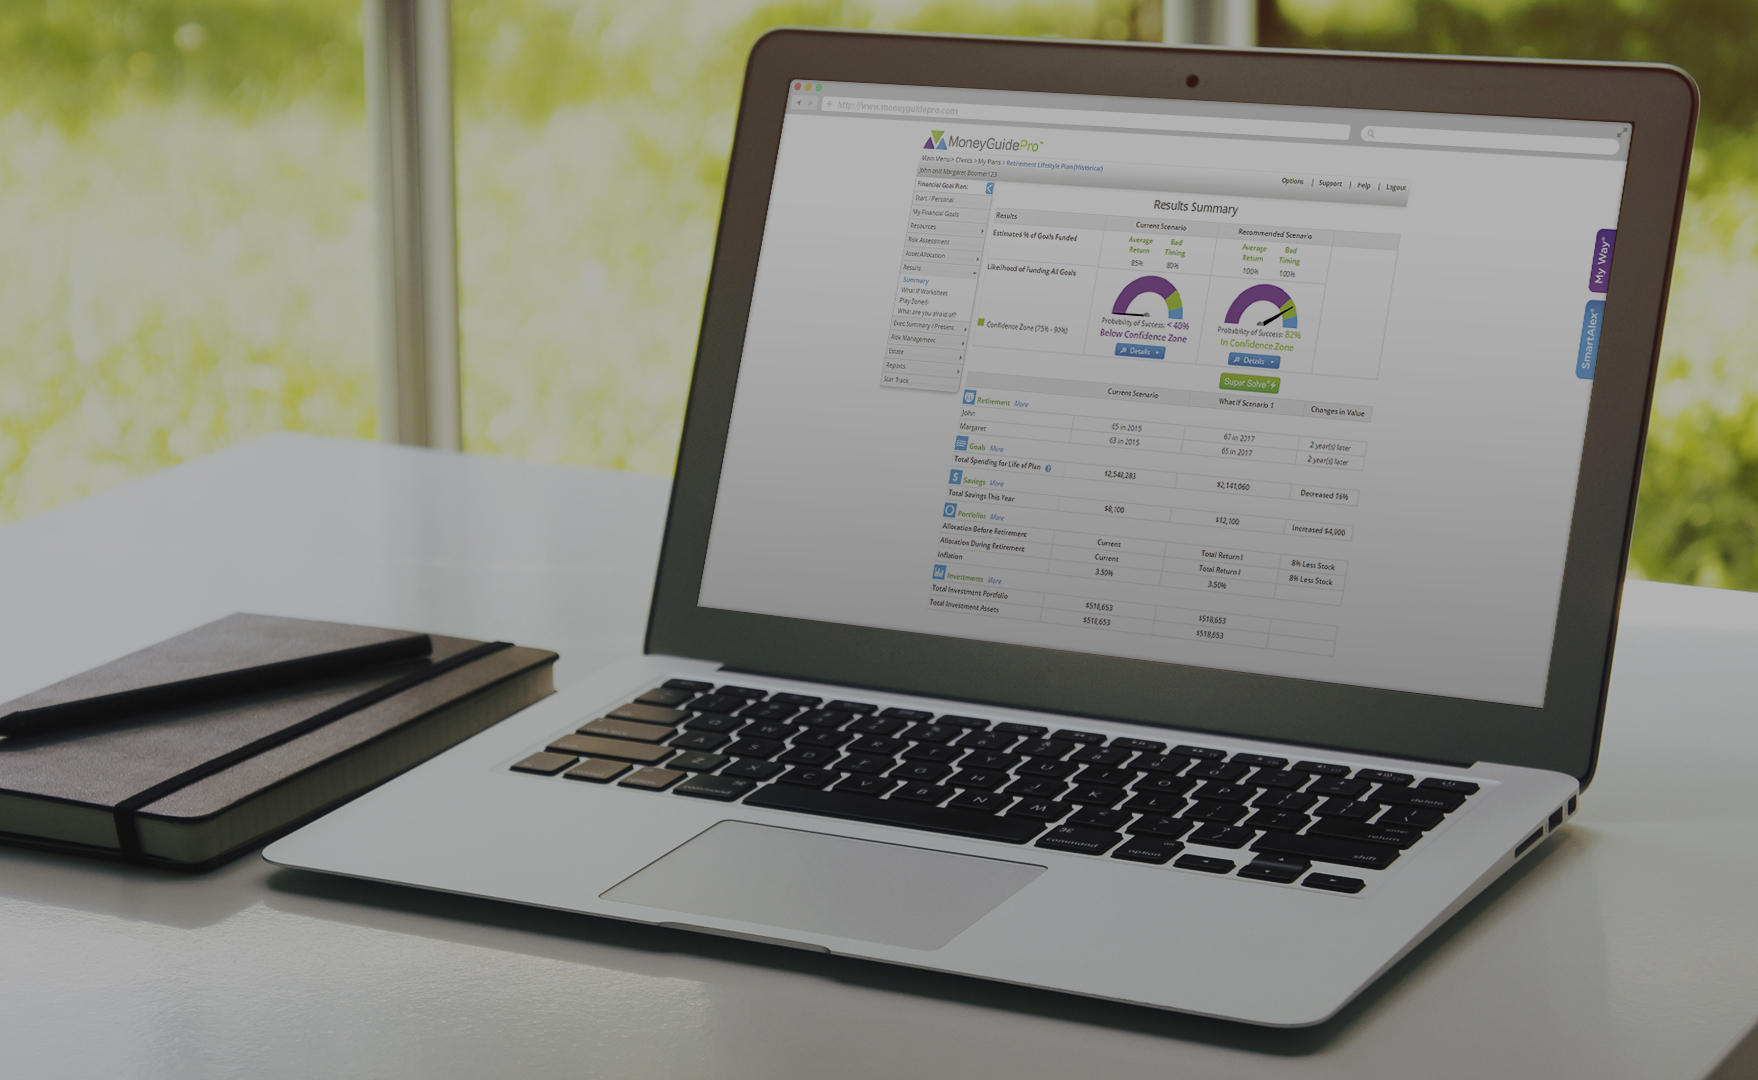 http://www.moneyguidepro.com
MoneyGuidePro™
Main Menu > Clients > My Plans > Retirement Lifestyle Plan (Historical)
Options | Support | Help | Logout
John and Margaret Boomer123
Financial Goal Plan:
Start / Personal
My Financial Goals
Resources
Risk Assessment
Asset Allocation
Results
Summary
What If Worksheet
Play Zone®
What are you afraid of?
Exec Summary / Present
Risk Management
Estate
Reports
Star Track
Results Summary
Results Current Scenario Recommended Scenario
Estimated % of Goals Funded
Average Return Bad Timing Average Return Bad Timing
85% 80% 100% 100%
Likelihood of Funding All Goals
Confidence Zone (75% - 90%)
Probability of Success: < 40%
Below Confidence Zone
Details
Probability of Success: 82%
In Confidence Zone
Details
Super Solve®
Current Scenario What If Scenario 1 Changes in Value
Retirement More
John 65 in 2015 67 in 2017 2 year(s) later
Margaret 63 in 2015 65 in 2017 2 year(s) later
Goals More
Total Spending for Life of Plan $2,548,283 $2,141,060 Decreased 16%
Savings More
Total Savings This Year $8,100 $12,100 Increased $4,000
Portfolios More
Allocation Before Retirement Current Total Return I 8% Less Stock
Allocation During Retirement Current Total Return I 8% Less Stock
Inflation 3.50% 3.50%
Investments More
Total Investment Portfolio $518,653 $518,653
Total Investment Assets $518,653 $518,653
My Way®
SmartAlex®
delete
enter
return
shift
command
command
option